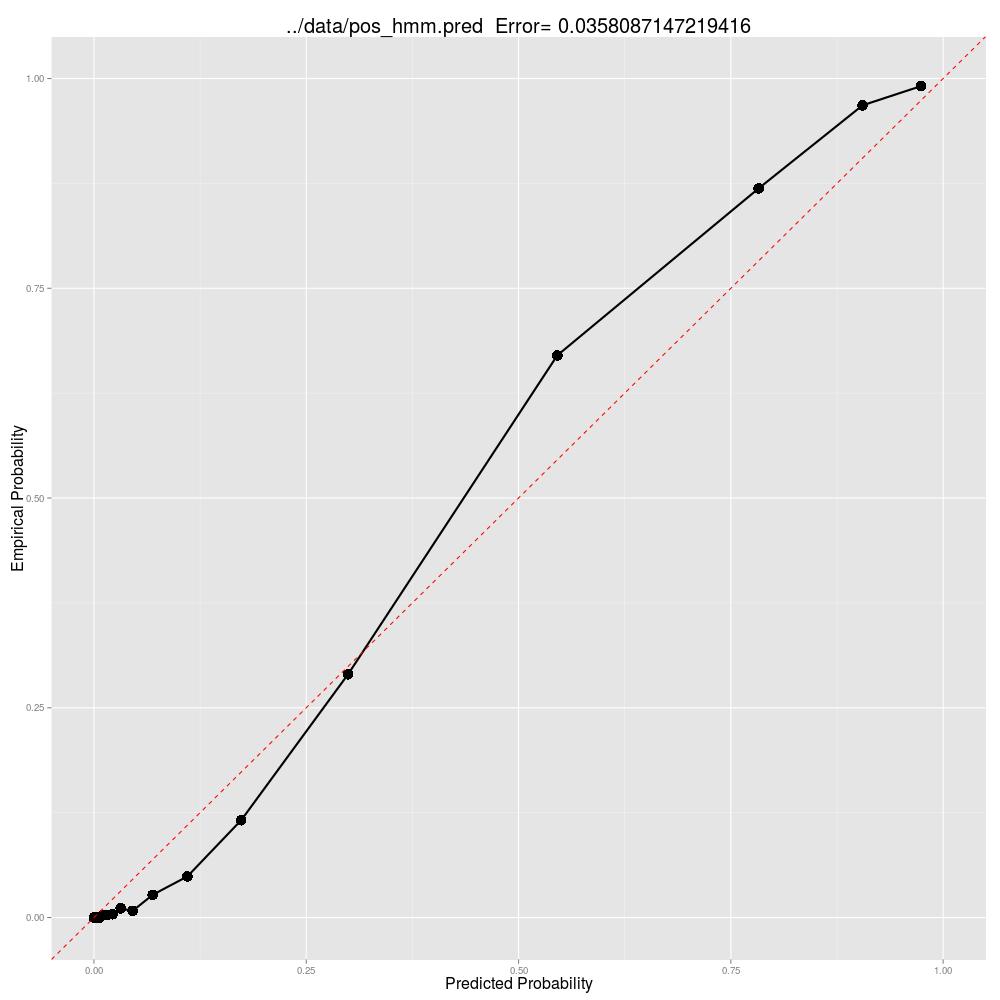 ../data/pos_hmm.pred  Error= 0.0358087147219416
1.00
0.75
0.50
0.25
0.00
Empirical Probability
0.00 0.25 0.50 0.75 1.00
Predicted Probability